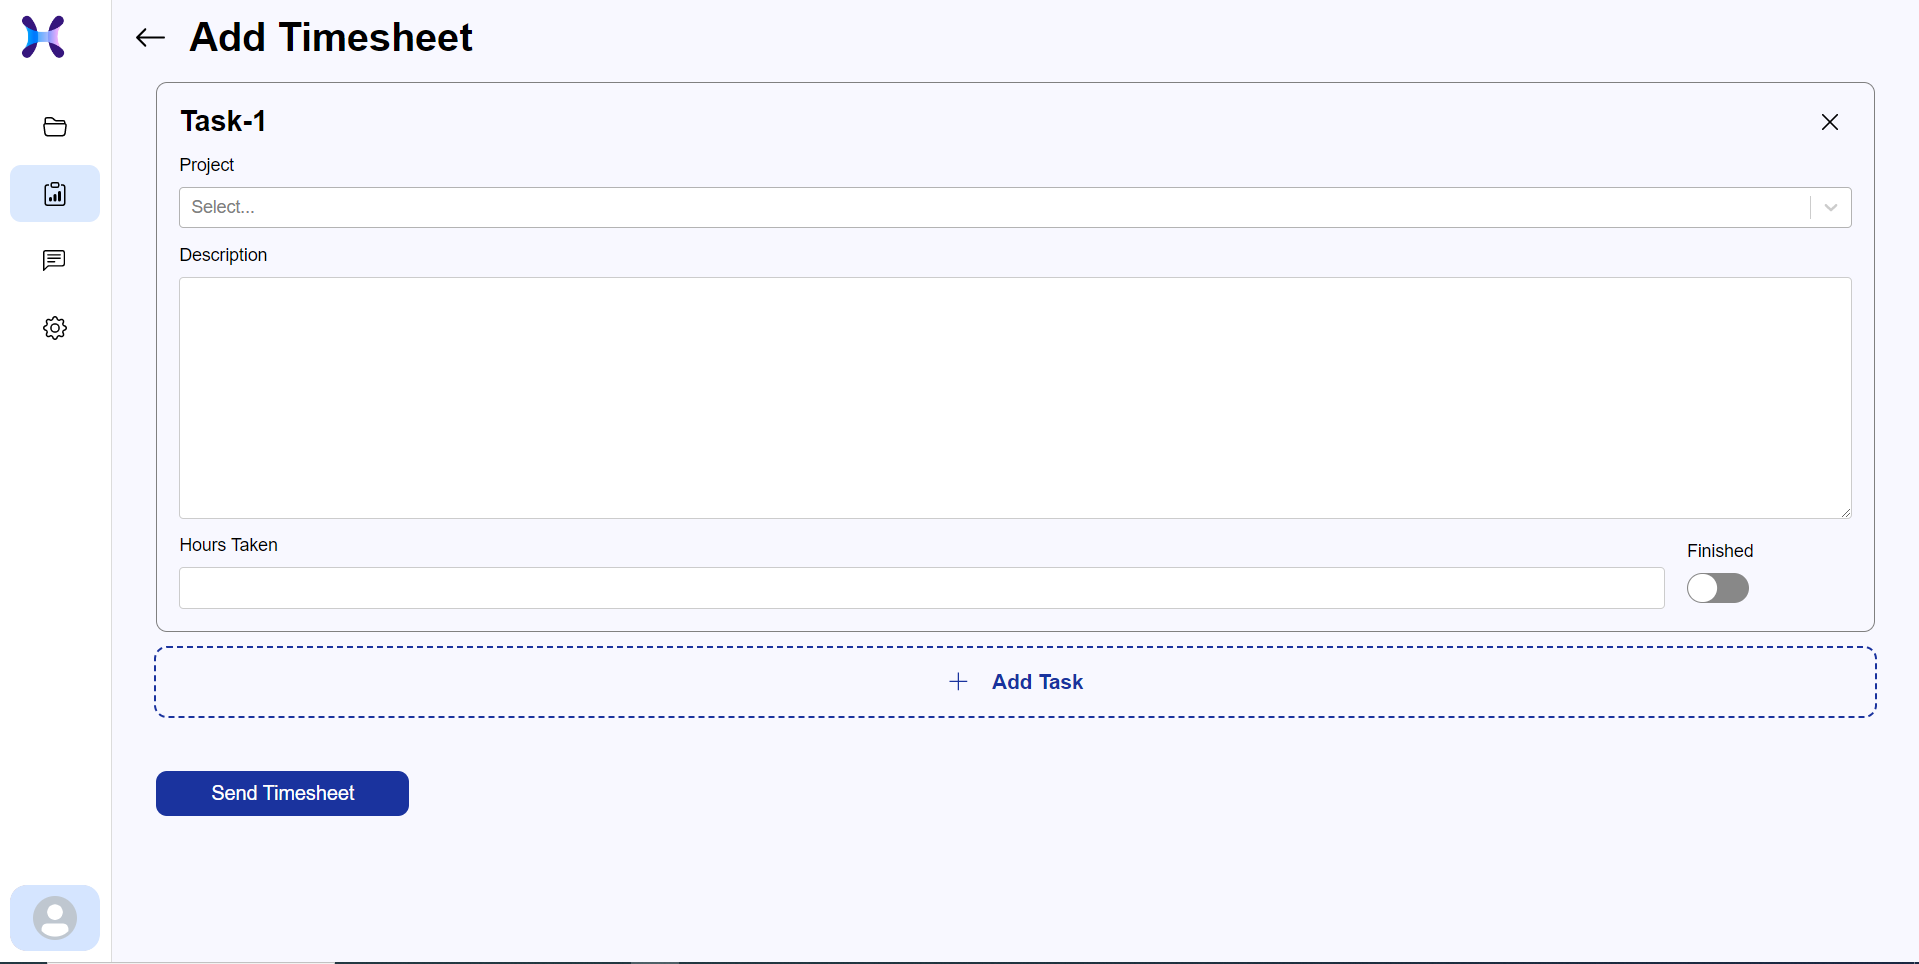 Add Timesheet
Task-1
Project
Select...
Description
Hours Taken
Finished
Add Task
Send Timesheet